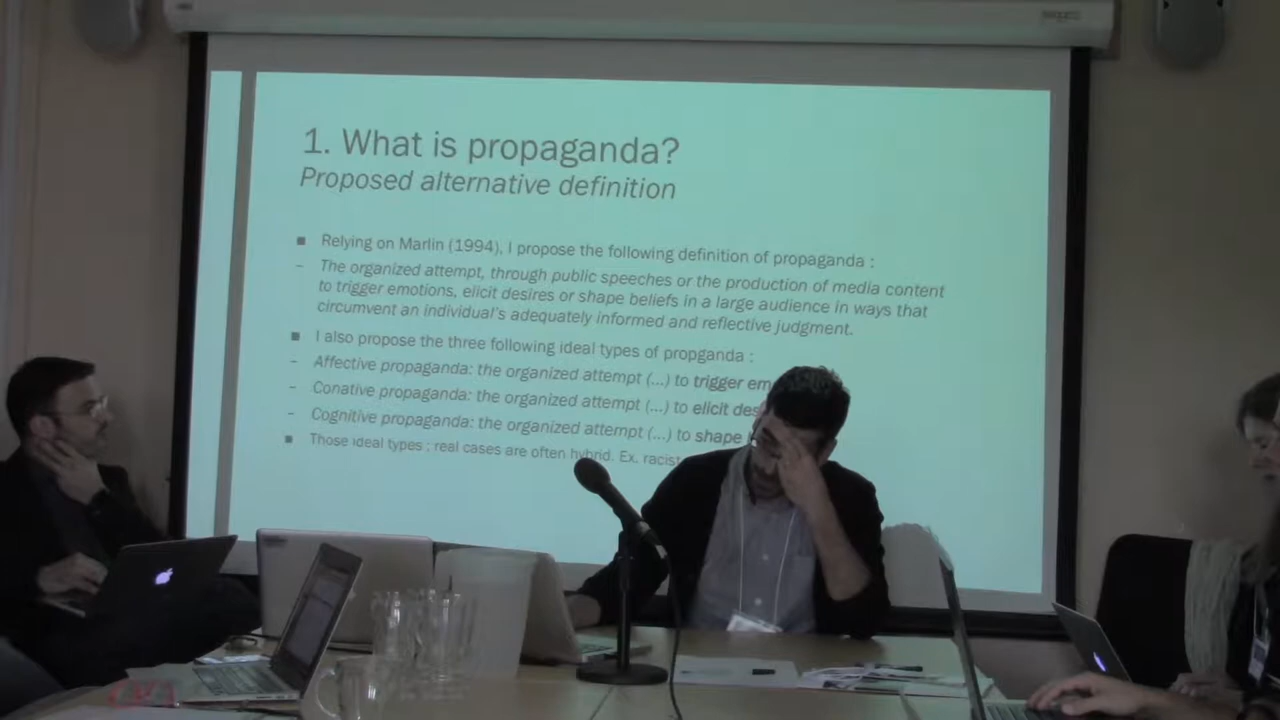 1. What is propaganda?
Proposed alternative definition
■ Relying on Marlin (1994), I propose the following definition of propaganda :
– The organized attempt, through public speeches or the production of media content
to trigger emotions, elicit desires or shape beliefs in a large audience in ways that
circumvent an individual's adequately informed and reflective judgment.
■ I also propose the three following ideal types of propganda :
– Affective propaganda: the organized attempt (...) to trigger em
– Conative propaganda: the organized attempt (...) to elicit des
– Cognitive propaganda: the organized attempt (...) to shape
■ Those ideal types ; real cases are often hybrid. Ex. racist